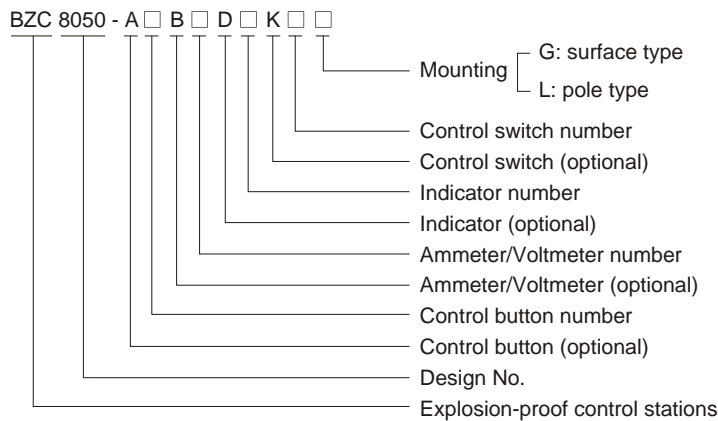 BZC 8050 - A □ B □ D □ K □ □
G: surface type
Mounting
L: pole type
Control switch number
Control switch (optional)
Indicator number
Indicator (optional)
Ammeter/Voltmeter number
Ammeter/Voltmeter (optional)
Control button number
Control button (optional)
Design No.
Explosion-proof control stations